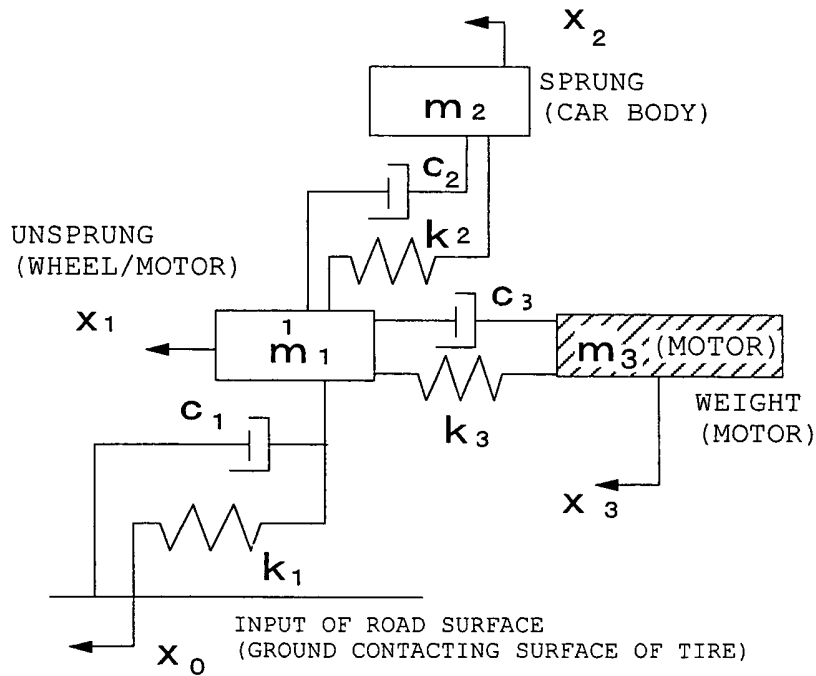 x2
SPRUNG
(CAR BODY)
m2
c2
k2
UNSPRUNG
(WHEEL/MOTOR)
x1
1
m1
c3
m3 (MOTOR)
k3
WEIGHT
(MOTOR)
x3
c1
k1
INPUT OF ROAD SURFACE
(GROUND CONTACTING SURFACE OF TIRE)
x0